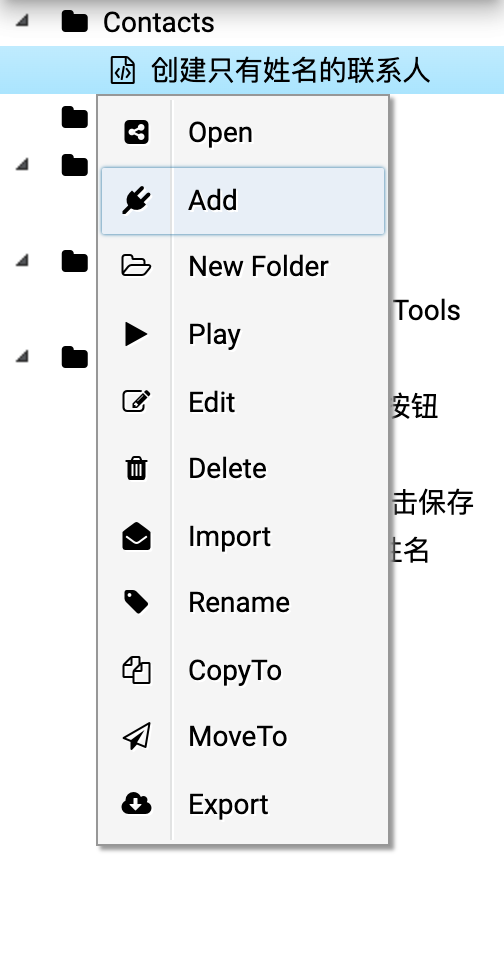 Contacts
创建只有姓名的联系人
Open
Add
New Folder
Tools
Play
Edit
按钮
Delete
击保存
Import
姓名
Rename
CopyTo
MoveTo
Export